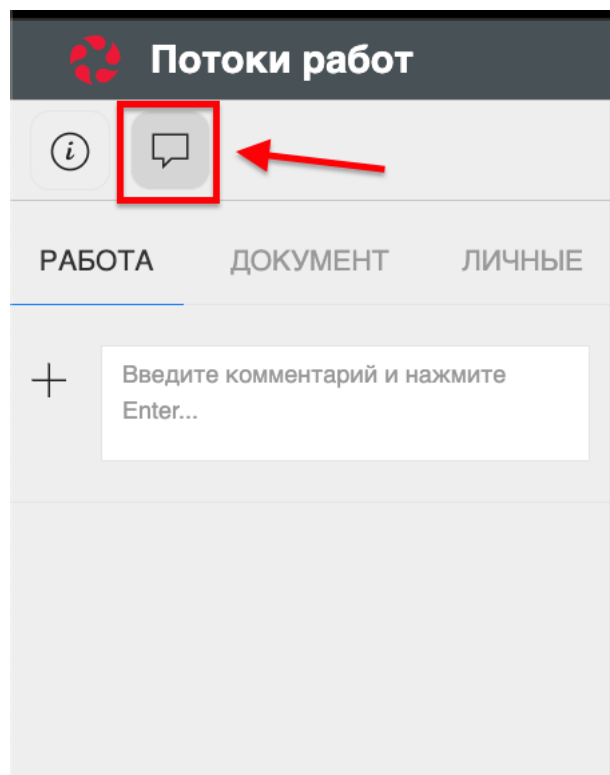 Потоки работ
i
РАБОТА ДОКУМЕНТ ЛИЧНЫЕ
Введите комментарий и нажмите
Enter...